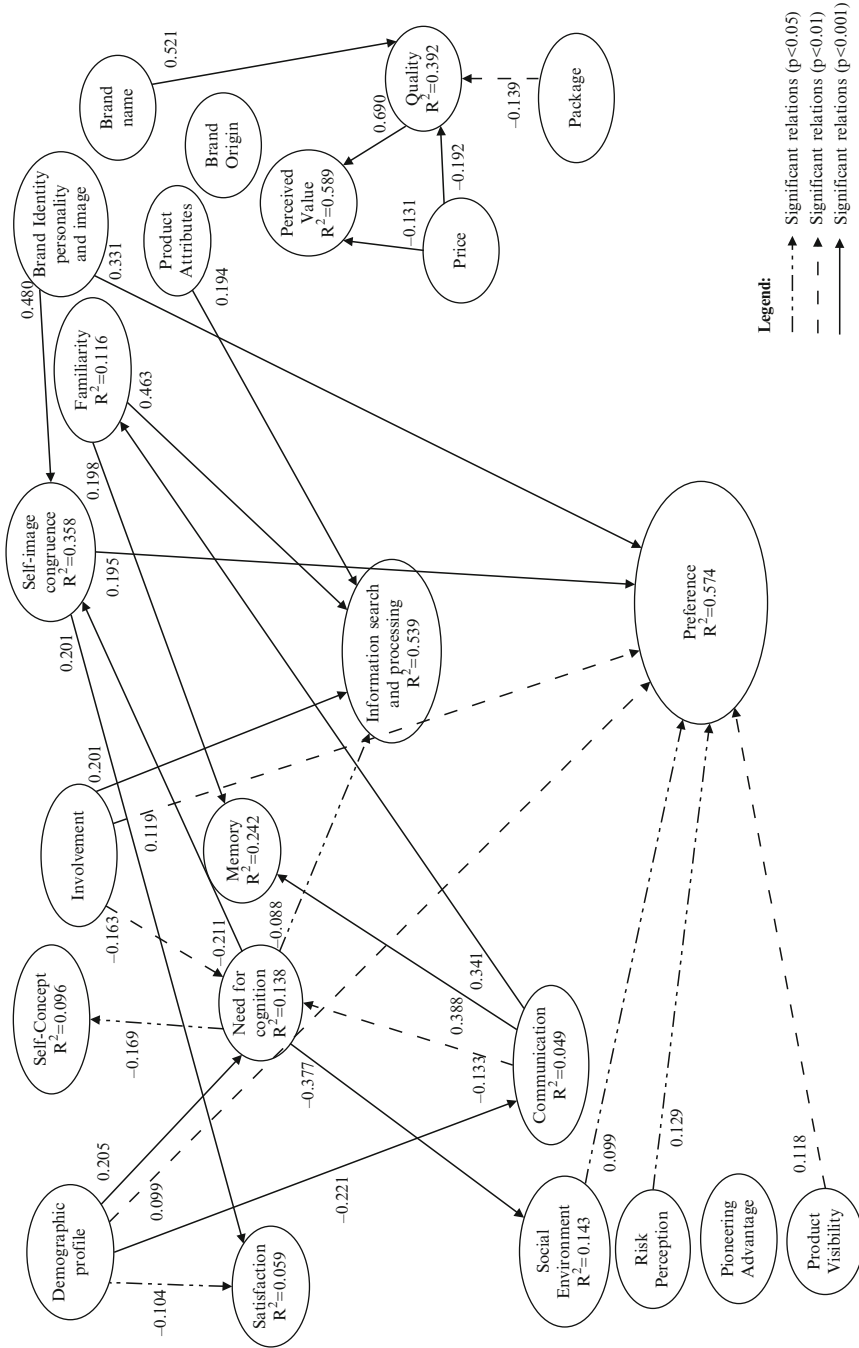 Demographic
profile
Self-Concept
R²=0.096
Involvement
Self-image
congruence
R²=0.358
Brand Identity
personality
and image
Brand
name
0.480
0.331
0.521
Familiarity
R²=0.116
0.198
0.463
Product
Attributes
0.194
Brand
Origin
0.201
0.195
0.201
0.119
–0.163
–0.169
0.205
0.099
–0.104
–0.221
Satisfaction
R²=0.059
Need for
cognition
R²=0.138
–0.211
–0.088
–0.377
Memory
R²=0.242
Information search
and processing
R²=0.539
Perceived
Value
R²=0.589
0.690
Quality
R²=0.392
–0.131
–0.192
–0.139
Price
Package
Communication
R²=0.049
–0.133
0.388
0.341
Social
Environment
R²=0.143
0.099
Risk
Perception
0.129
Pioneering
Advantage
Product
Visibility
0.118
Preference
R²=0.574
Legend:
Significant relations (p<0.05)
Significant relations (p<0.01)
Significant relations (p<0.001)